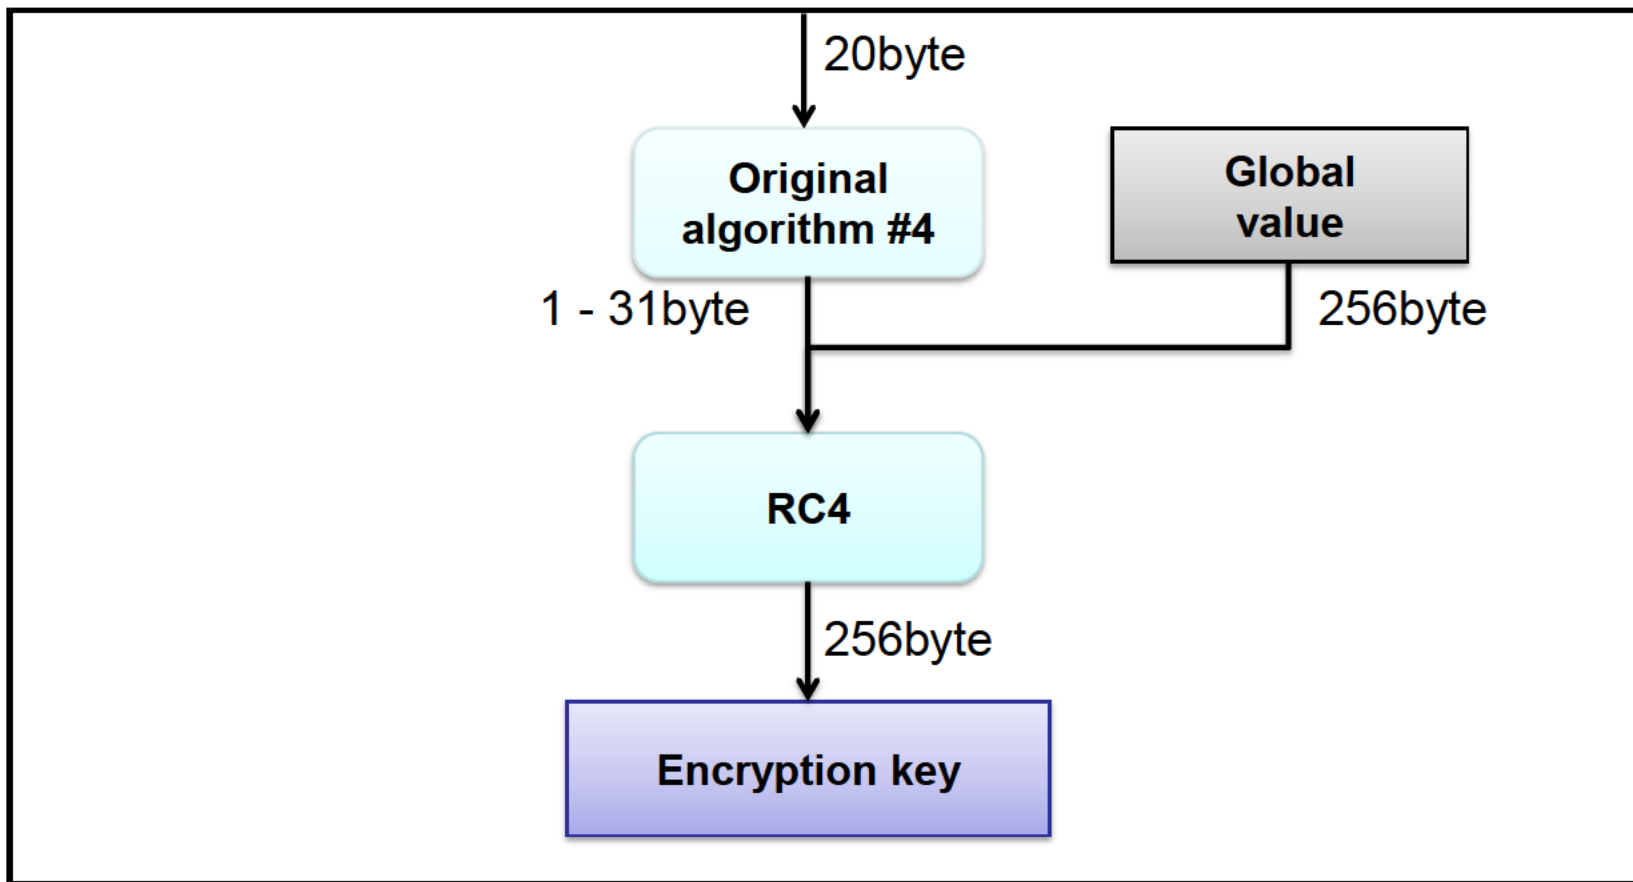 20byte
Original
algorithm #4
Global
value
1 - 31byte
256byte
RC4
256byte
Encryption key